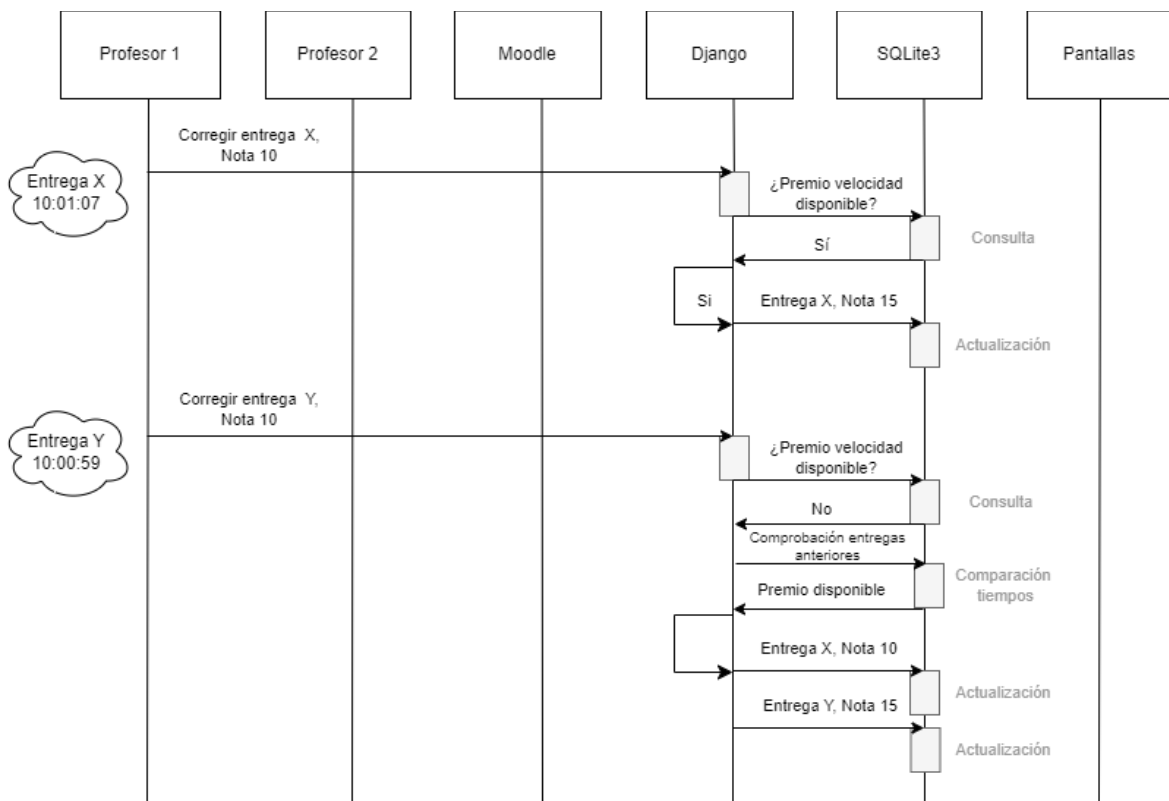 Profesor 1
Profesor 2
Moodle
Django
SQLite3
Pantallas
Corregir entrega X,
Nota 10
Entrega X
10:01:07
¿Premio velocidad
disponible?
Consulta
Sí
Si
Entrega X, Nota 15
Actualización
Corregir entrega Y,
Nota 10
Entrega Y
10:00:59
¿Premio velocidad
disponible?
Consulta
No
Comprobación entregas
anteriores
Comparación
tiempos
Premio disponible
Entrega X, Nota 10
Actualización
Entrega Y, Nota 15
Actualización